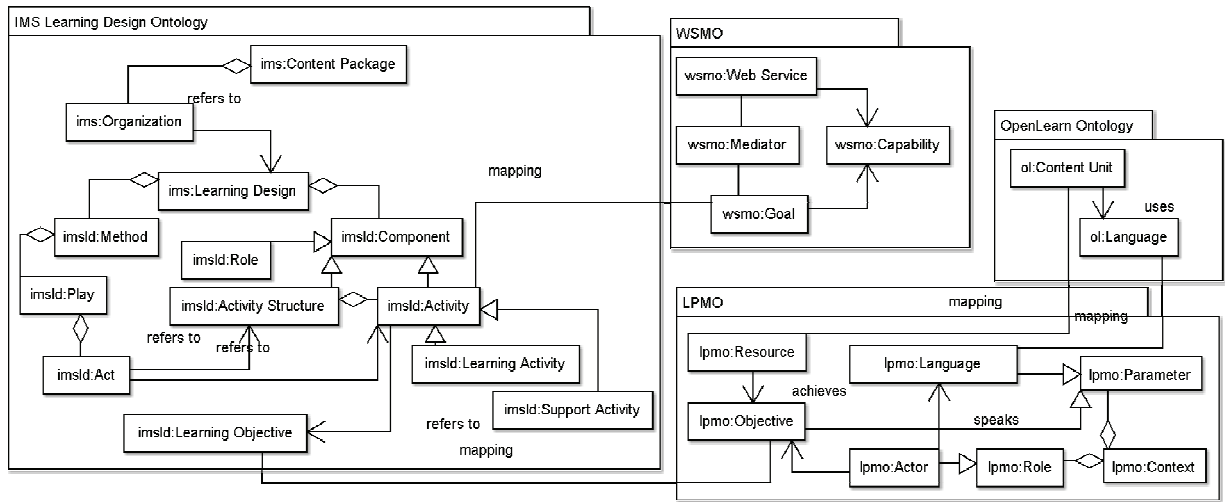 IMS Learning Design Ontology
ims:Content Package
refers to
ims:Organization
ims:Learning Design
imsld:Method
imsld:Component
imsld:Role
imsld:Play
imsld:Activity Structure
imsld:Activity
refers to
refers to
imsld:Learning Activity
imsld:Act
imsld:Support Activity
refers to
imsld:Learning Objective
mapping
mapping
WSMO
wsmo:Web Service
wsmo:Mediator
wsmo:Capability
wsmo:Goal
OpenLearn Ontology
ol:Content Unit
uses
ol:Language
mapping
mapping
LPMO
lpmo:Resource
lpmo:Language
lpmo:Parameter
achieves
lpmo:Objective
speaks
lpmo:Actor
lpmo:Role
lpmo:Context